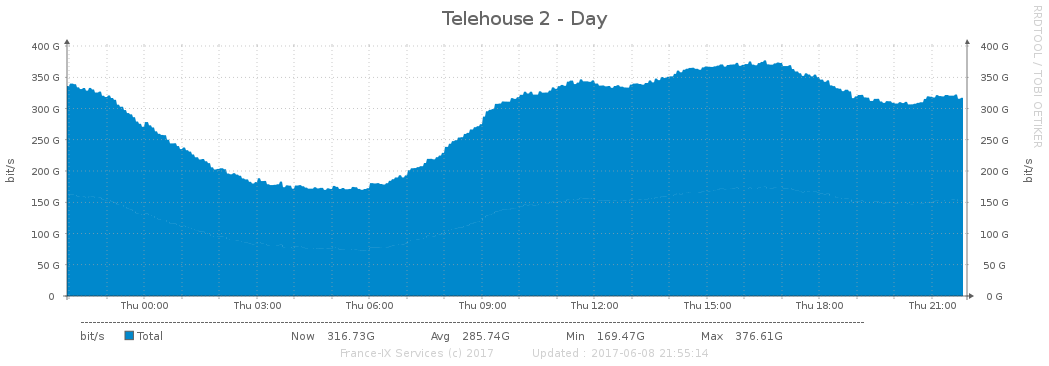 Telehouse 2 - Day
RRDTOOL / TOBI OETIKER
bit/s
400 G 400 G
350 G 350 G
300 G 300 G
250 G 250 G
200 G 200 G
150 G 150 G
100 G 100 G
50 G 50 G
0 0 G
bit/s
Thu 00:00 Thu 03:00 Thu 06:00 Thu 09:00 Thu 12:00 Thu 15:00 Thu 18:00 Thu 21:00
bit/s Total Now 316.73G Avg 285.74G Min 169.47G Max 376.61G
France-IX Services (c) 2017 Updated : 2017-06-08 21:55:14